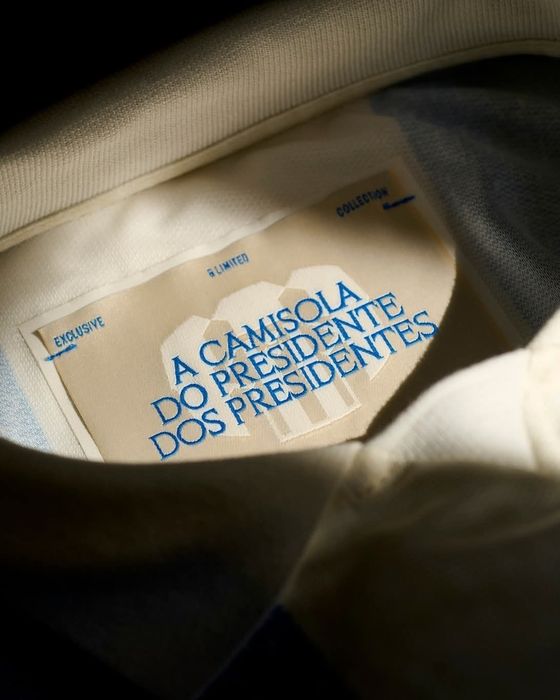 EXCLUSIVE
& LIMITED
COLLECTION
A CAMISOLA
DO PRESIDENTE
DOS PRESIDENTES